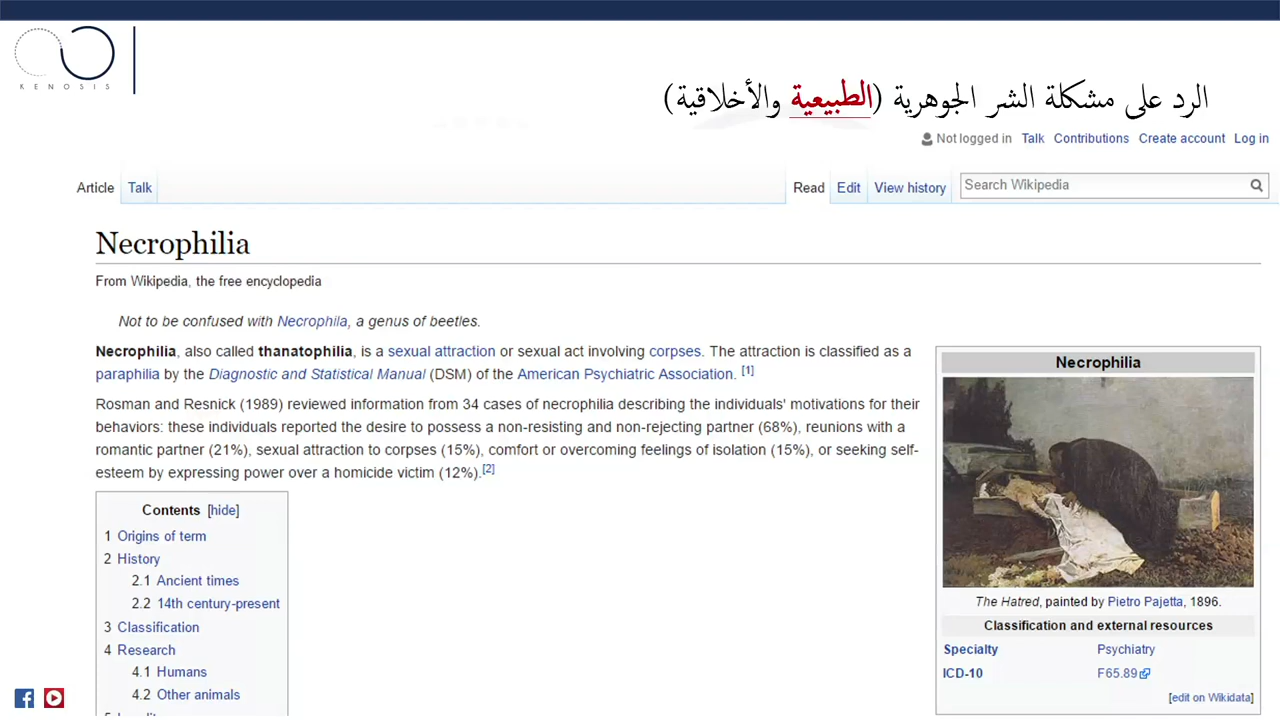 KENOSIS
الرد على مشكلة الشر الجوهرية (الطبيعية والأخلاقية)
Not logged in Talk Contributions Create account Log in
Article Talk Read Edit View history Search Wikipedia
Necrophilia
From Wikipedia, the free encyclopedia
Not to be confused with Necrophila, a genus of beetles.
Necrophilia, also called thanatophilia, is a sexual attraction or sexual act involving corpses. The attraction is classified as a
paraphilia by the Diagnostic and Statistical Manual (DSM) of the American Psychiatric Association. [1]
Rosman and Resnick (1989) reviewed information from 34 cases of necrophilia describing the individuals' motivations for their
behaviors: these individuals reported the desire to possess a non-resisting and non-rejecting partner (68%), reunions with a
romantic partner (21%), sexual attraction to corpses (15%), comfort or overcoming feelings of isolation (15%), or seeking self-
esteem by expressing power over a homicide victim (12%).[2]
Contents [hide]
1 Origins of term
2 History
2.1 Ancient times
2.2 14th century-present
3 Classification
4 Research
4.1 Humans
4.2 Other animals
Necrophilia
The Hatred, painted by Pietro Pajetta, 1896.
Classification and external resources
Specialty Psychiatry
ICD-10 F65.89
[edit on Wikidata]